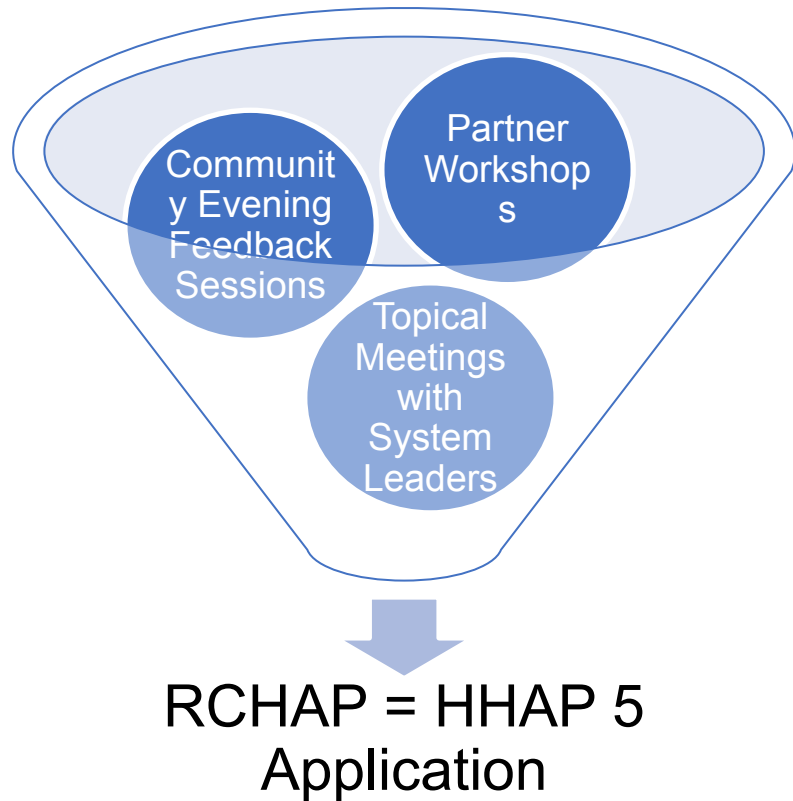 Communit
y Evening
Feedback
Sessions
Partner
Workshop
s
Topical
Meetings
with
System
Leaders
RCHAP = HHAP 5
Application